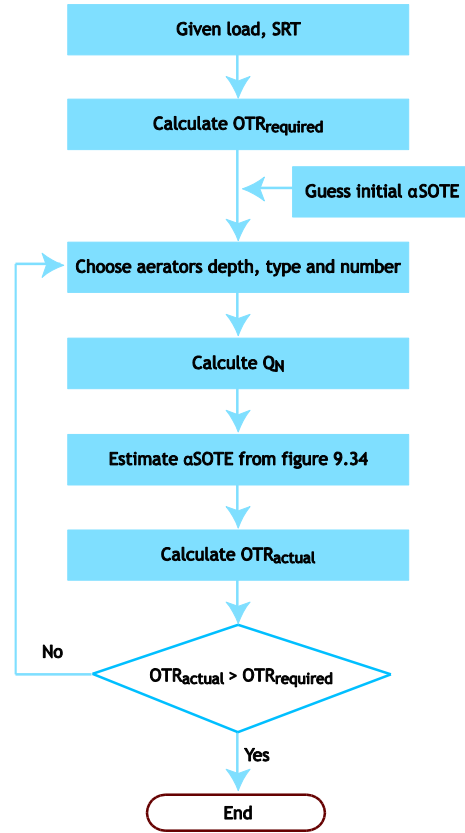 Given load, SRT
Calculate OTRrequired
Guess initial αSOTE
Choose aerators depth, type and number
Calculte QN
Estimate αSOTE from figure 9.34
Calculate OTRactual
No
OTRactual > OTRrequired
Yes
End